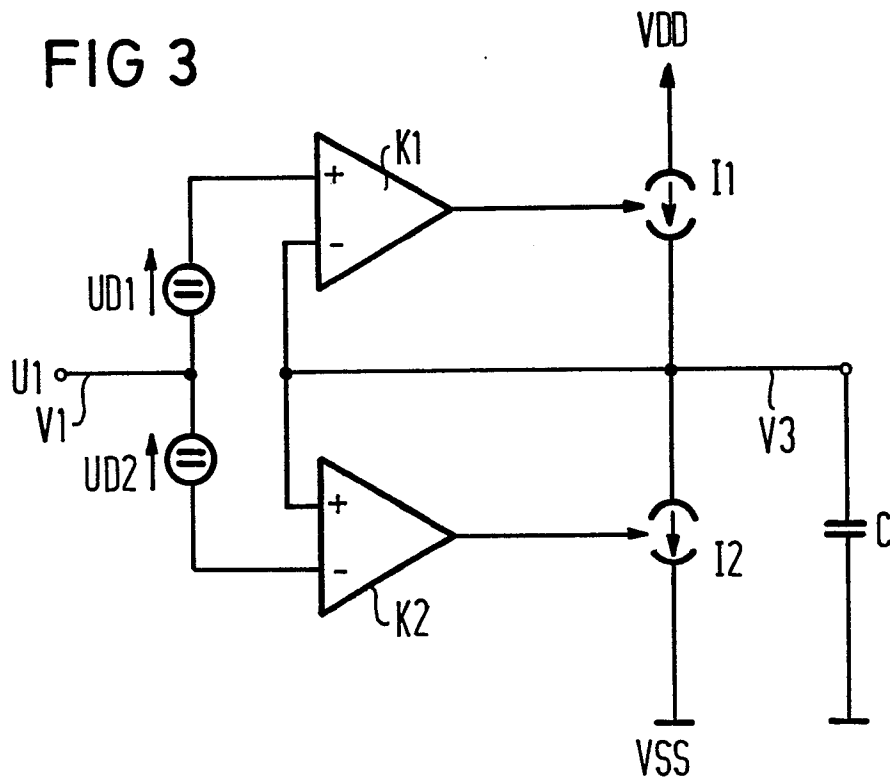 FIG 3
VDD
K1
+
-
I1
UD1
U1
V1
V3
UD2
+
-
I2
C
K2
VSS